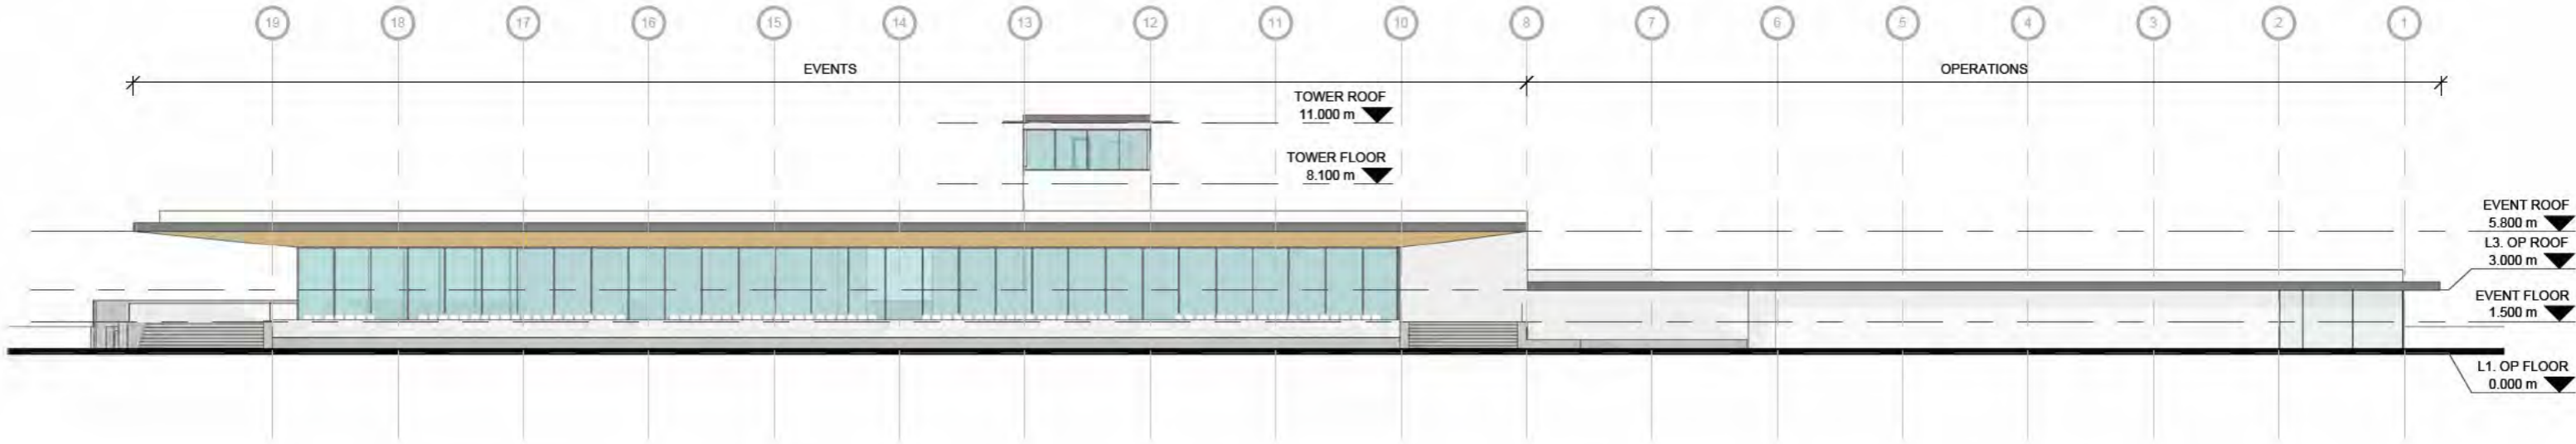 19 18 17 16 15 14 13 12 11 10 8 7 6 5 4 3 2 1
EVENTS
OPERATIONS
TOWER ROOF
11.000 m
TOWER FLOOR
8.100 m
EVENT ROOF
5.800 m
L3. OP ROOF
3.000 m
EVENT FLOOR
1.500 m
L1. OP FLOOR
0.000 m